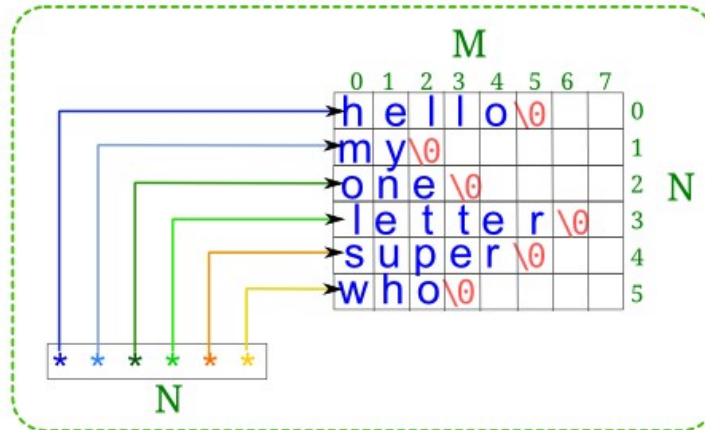 M
0 1 2 3 4 5 6 7
h e l l o \0 0
m y \0 1
o n e \0 2 N
l e t t e r \0 3
s u p e r \0 4
w h o \0 5
* * * * * *
N